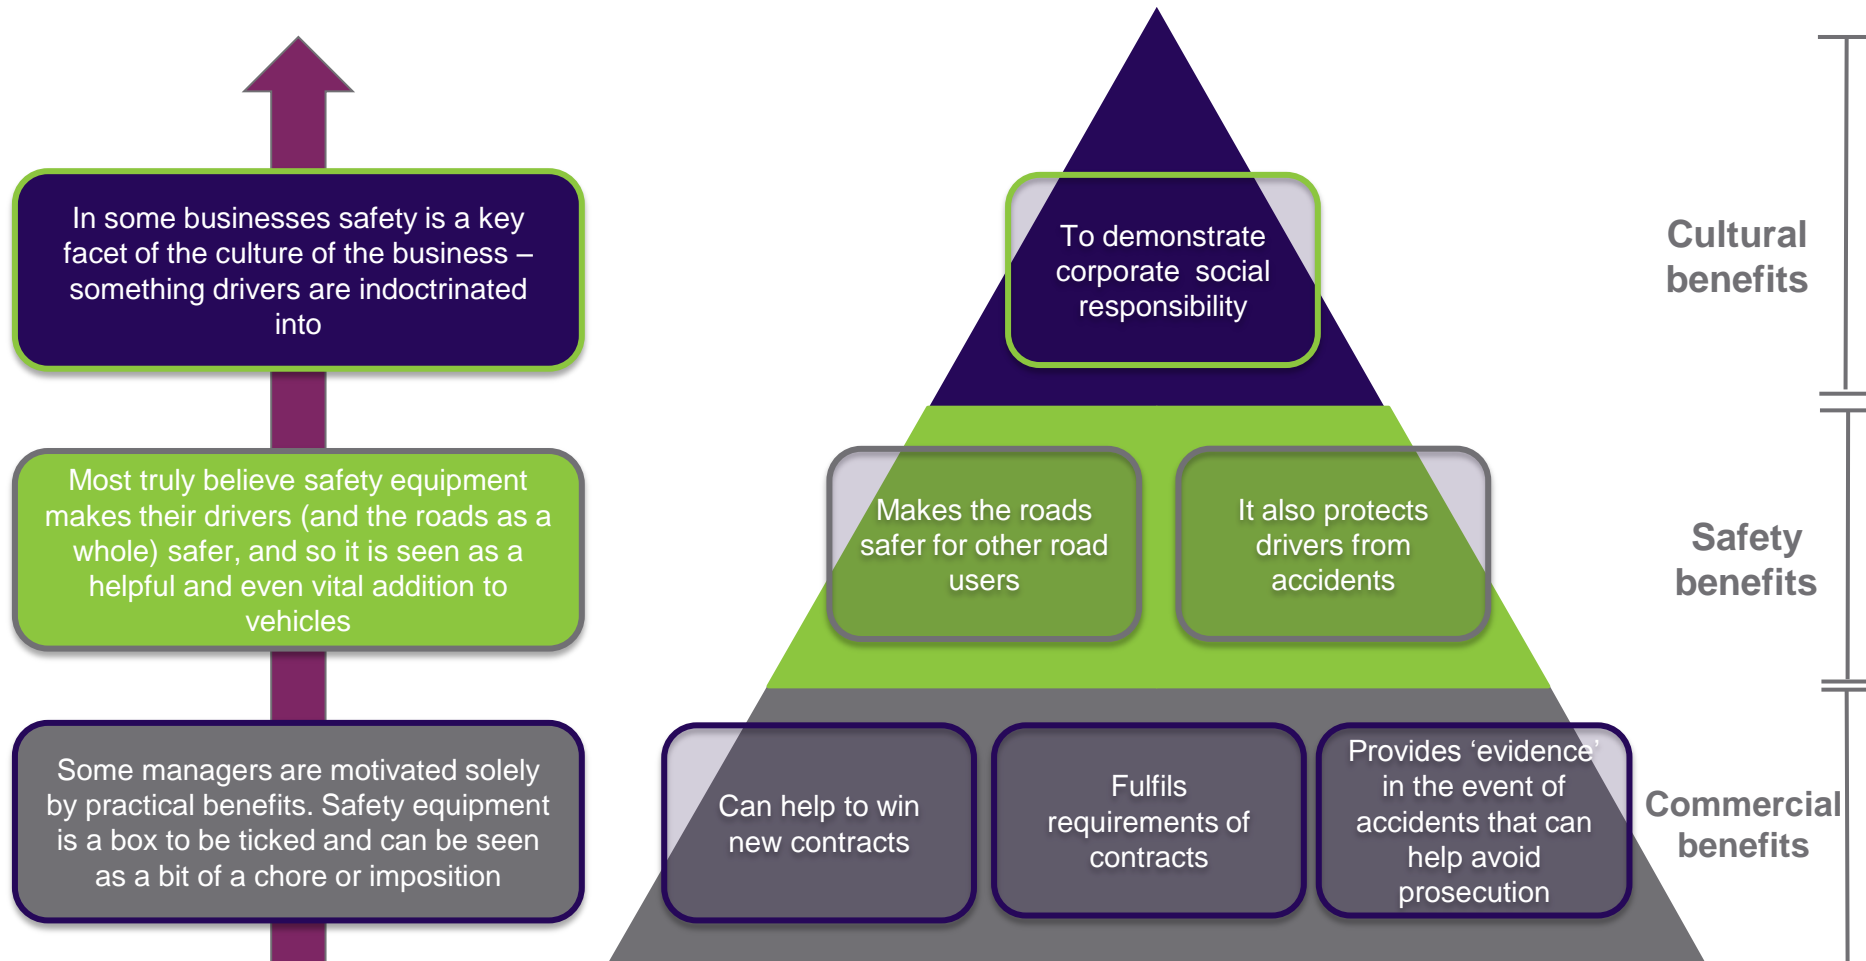 In some businesses safety is a key
facet of the culture of the business –
something drivers are indoctrinated
into
To demonstrate
corporate  social
responsibility
Cultural
benefits
Most truly believe safety equipment
makes their drivers (and the roads as a
whole) safer, and so it is seen as a
helpful and even vital addition to
vehicles
Makes the roads
safer for other road
users
It also protects
drivers from
accidents
Safety
benefits
Some managers are motivated solely
by practical benefits. Safety equipment
is a box to be ticked and can be seen
as a bit of a chore or imposition
Can help to win
new contracts
Fulfils
requirements of
contracts
Provides ‘evidence’
in the event of
accidents that can
help avoid
prosecution
Commercial
benefits